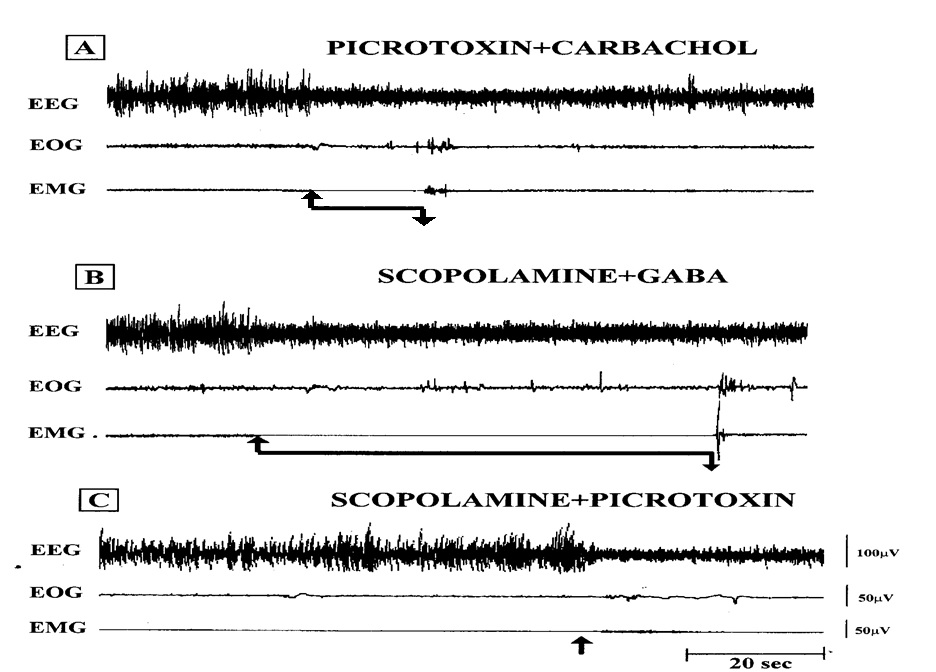 A PICROTOXIN+CARBACHOL
EEG
EOG
EMG
B SCOPOLAMINE+GABA
EEG
EOG
EMG
C SCOPOLAMINE+PICROTOXIN
EEG 100µV
EOG 50µV
EMG 50µV
20 sec